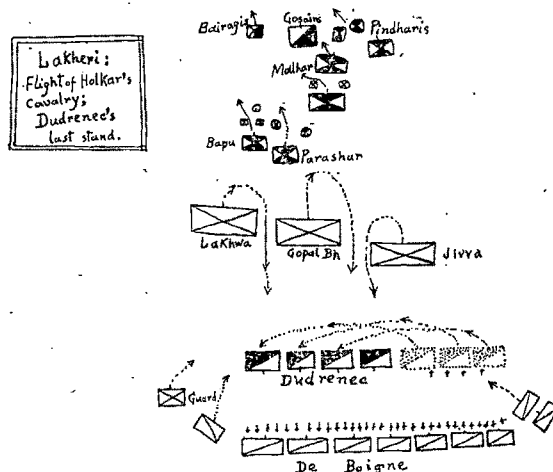 Lakheri:
Flight of Holkar's
Cavalry;
Dudrenec's
last stand.
Bairagis
Gosains
Pindharis
Malhar
Bapu
Parashar
Lakhwa
Gopal Bh
Jivva
Dudrenec
Guard
De Boigne